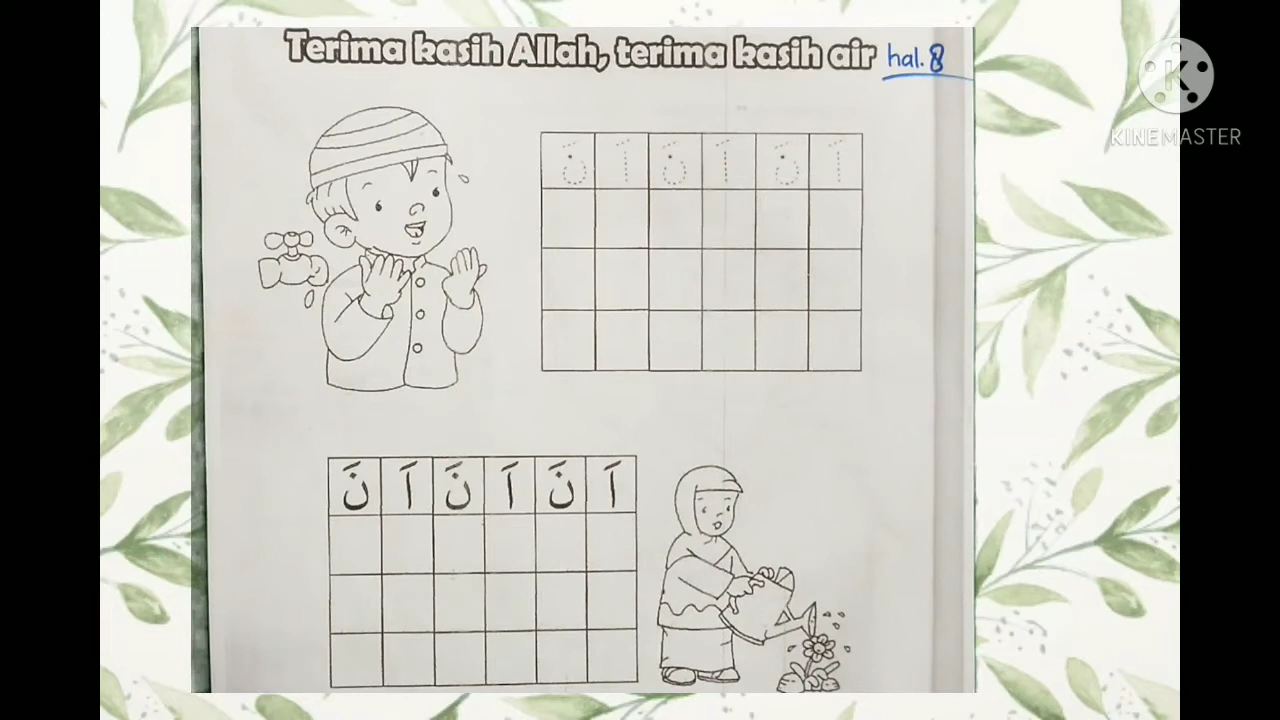 Terima kasih Allah, terima kasih air hal. 8
KINEMASTER
اَ نَ اَ نَ اَ نَ
اَ نَ اَ نَ اَ نَ